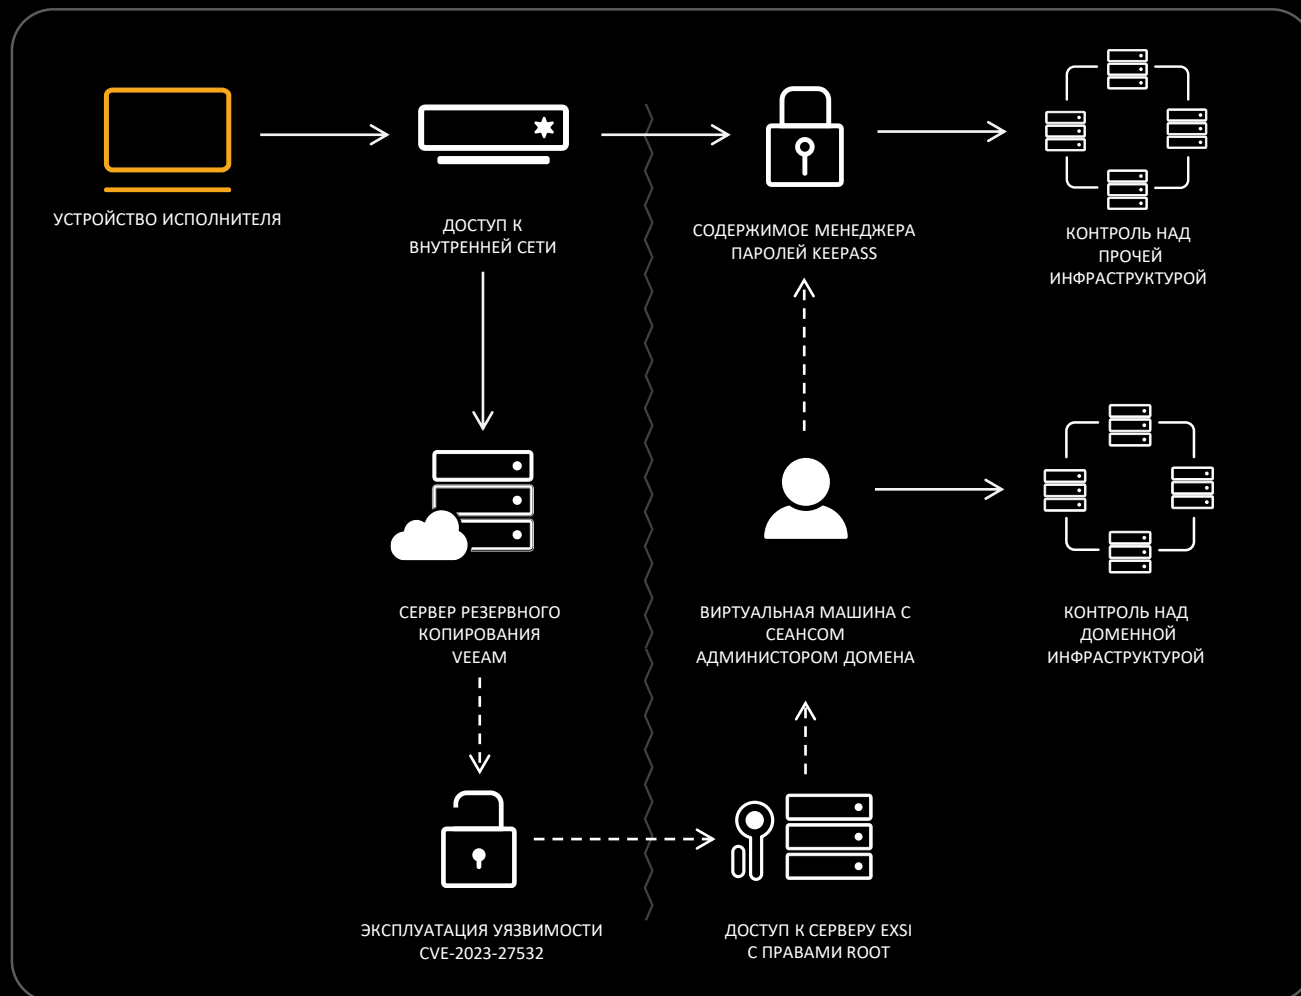 УСТРОЙСТВО ИСПОЛНИТЕЛЯ
ДОСТУП К
ВНУТРЕННЕЙ СЕТИ
СОДЕРЖИМОЕ МЕНЕДЖЕРА
ПАРОЛЕЙ KEEPASS
КОНТРОЛЬ НАД
ПРОЧЕЙ
ИНФРАСТРУКТУРОЙ
СЕРВЕР РЕЗЕРВНОГО
КОПИРОВАНИЯ
VEEAM
ВИРТУАЛЬНАЯ МАШИНА С
СЕАНСОМ
АДМИНИСТОРОМ ДОМЕНА
КОНТРОЛЬ НАД
ДОМЕННОЙ
ИНФРАСТРУКТУРОЙ
ЭКСПЛУАТАЦИЯ УЯЗВИМОСТИ
CVE-2023-27532
ДОСТУП К СЕРВЕРУ EXSI
С ПРАВАМИ ROOT